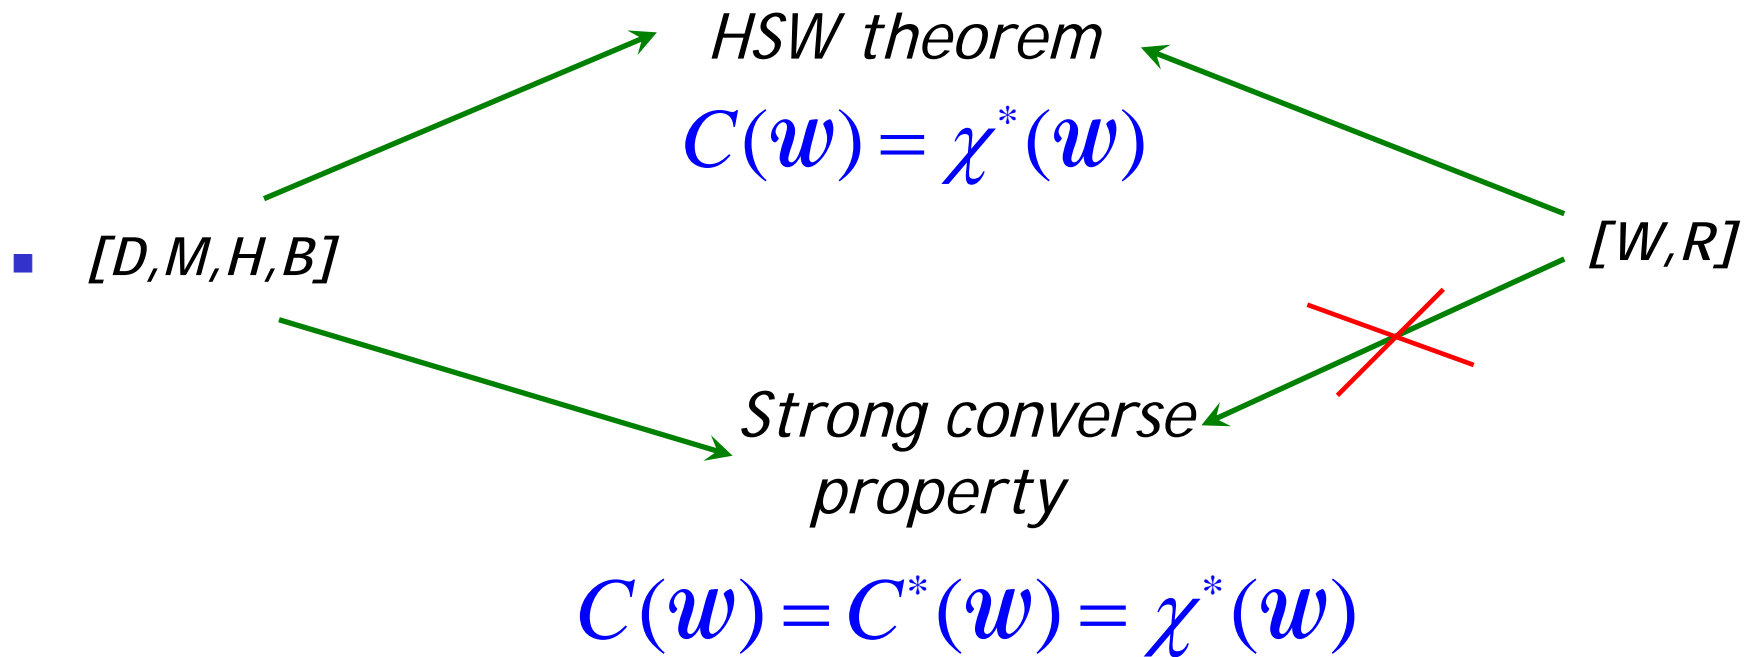 HSW theorem
C(𝒲) = χ*(𝒲)
▪ [D,M,H,B]
[W,R]
Strong converse
property
C(𝒲) = C*(𝒲) = χ*(𝒲)